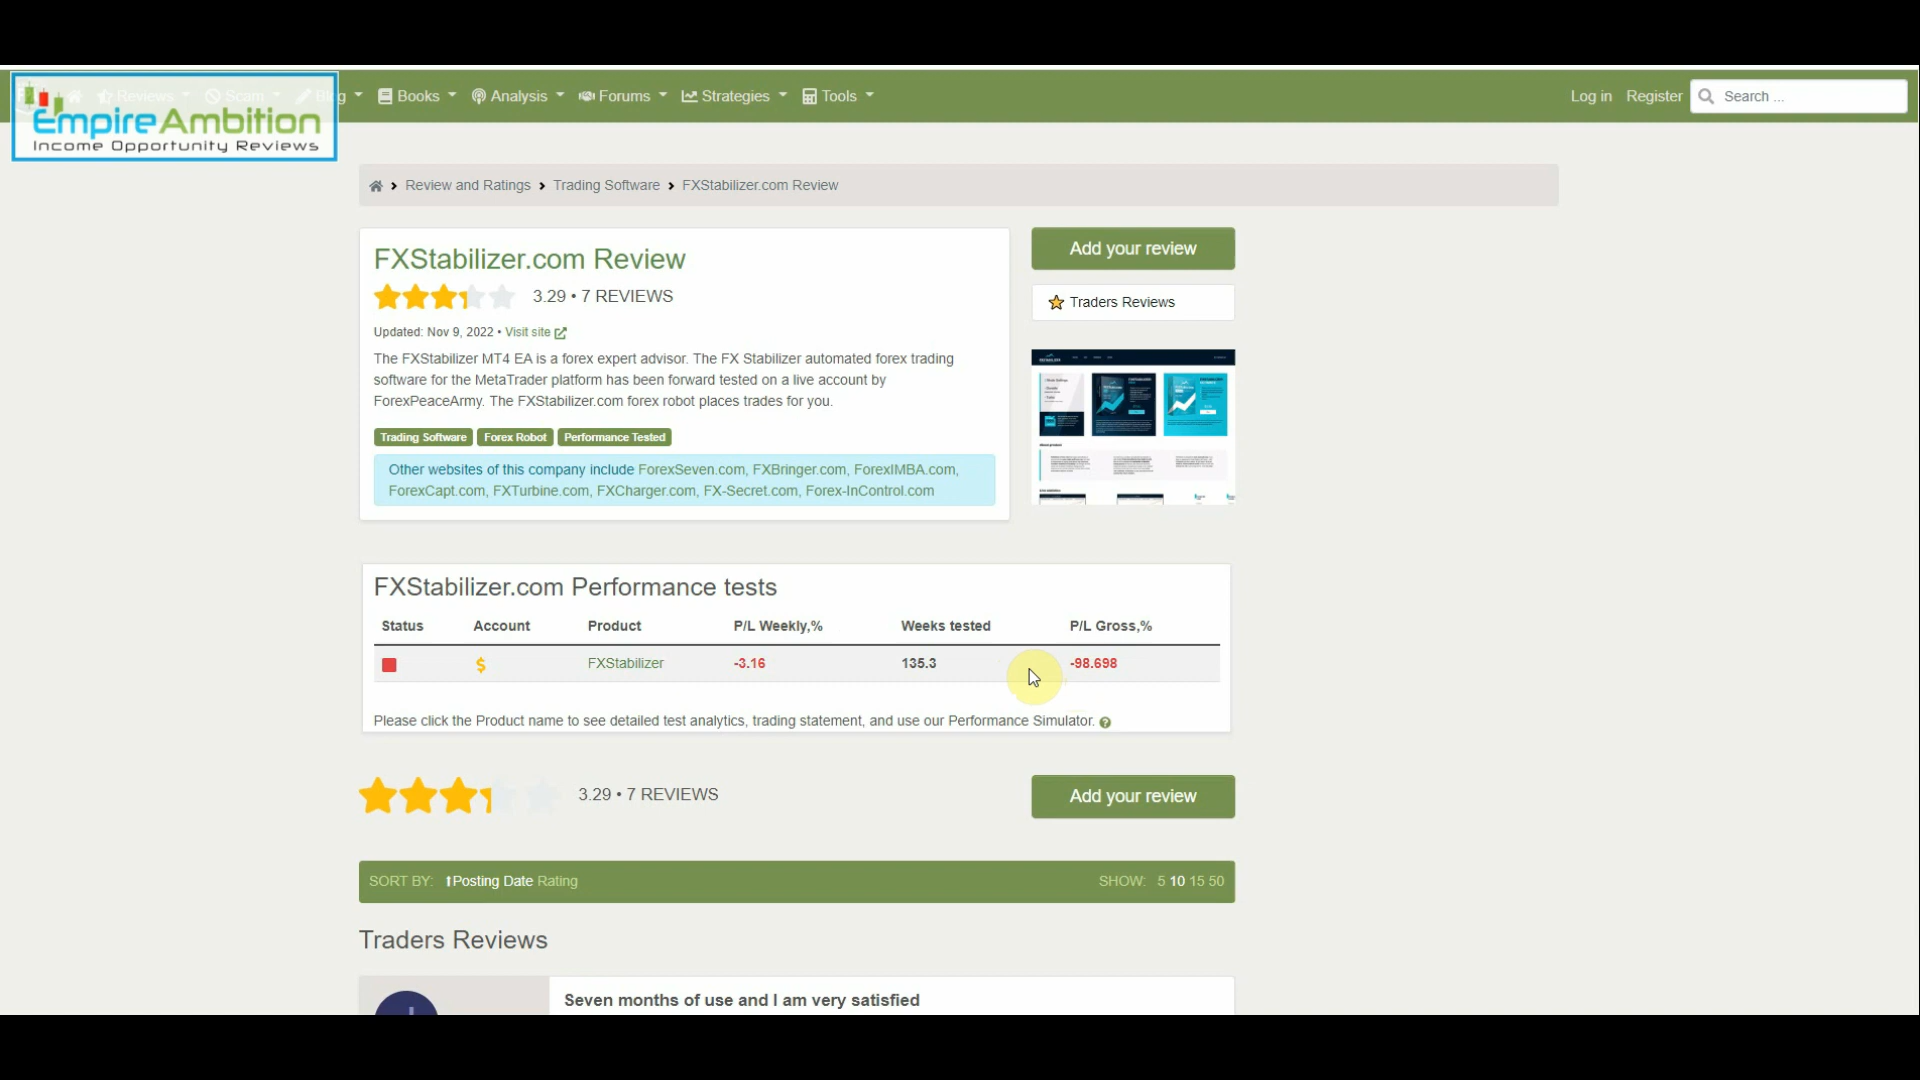 EmpireAmbition
Income Opportunity Reviews
Reviews Scam Blog Books Analysis Forums Strategies Tools
Log in Register Search ...
Review and Ratings Trading Software FXStabilizer.com Review
FXStabilizer.com Review
3.29 • 7 REVIEWS
Updated: Nov 9, 2022 • Visit site
The FXStabilizer MT4 EA is a forex expert advisor. The FX Stabilizer automated forex trading
software for the MetaTrader platform has been forward tested on a live account by
ForexPeaceArmy. The FXStabilizer.com forex robot places trades for you.
Trading Software Forex Robot Performance Tested
Other websites of this company include ForexSeven.com, FXBringer.com, ForexIMBA.com,
ForexCapt.com, FXTurbine.com, FXCharger.com, FX-Secret.com, Forex-InControl.com
Add your review
Traders Reviews
FXStabilizer.com Performance tests
Status Account Product P/L Weekly,% Weeks tested P/L Gross,%
$ FXStabilizer -3.16 135.3 -98.698
Please click the Product name to see detailed test analytics, trading statement, and use our Performance Simulator.
3.29 • 7 REVIEWS
Add your review
SORT BY: Posting Date Rating SHOW: 5 10 15 50
Traders Reviews
Seven months of use and I am very satisfied